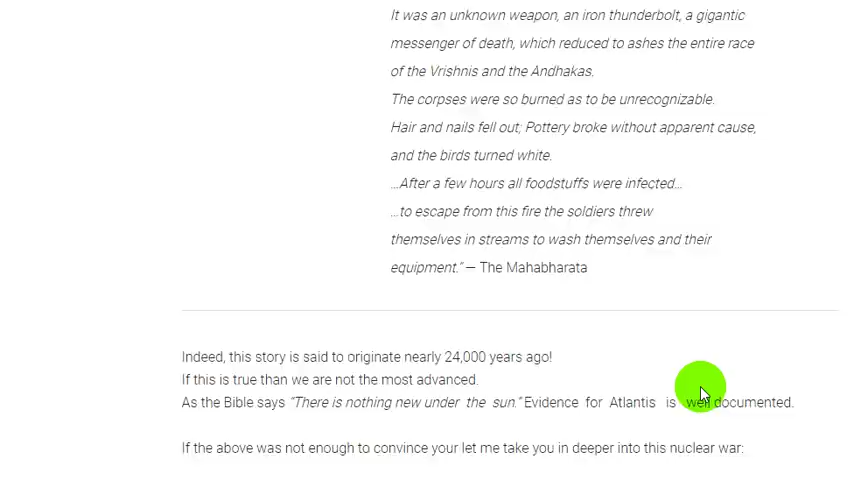 It was an unknown weapon, an iron thunderbolt, a gigantic
messenger of death, which reduced to ashes the entire race
of the Vrishnis and the Andhakas.
The corpses were so burned as to be unrecognizable.
Hair and nails fell out; Pottery broke without apparent cause,
and the birds turned white.
...After a few hours all foodstuffs were infected...
...to escape from this fire the soldiers threw
themselves in streams to wash themselves and their
equipment." — The Mahabharata
Indeed, this story is said to originate nearly 24,000 years ago!
If this is true than we are not the most advanced.
As the Bible says "There is nothing new under the sun." Evidence for Atlantis is well documented.
If the above was not enough to convince your let me take you in deeper into this nuclear war: